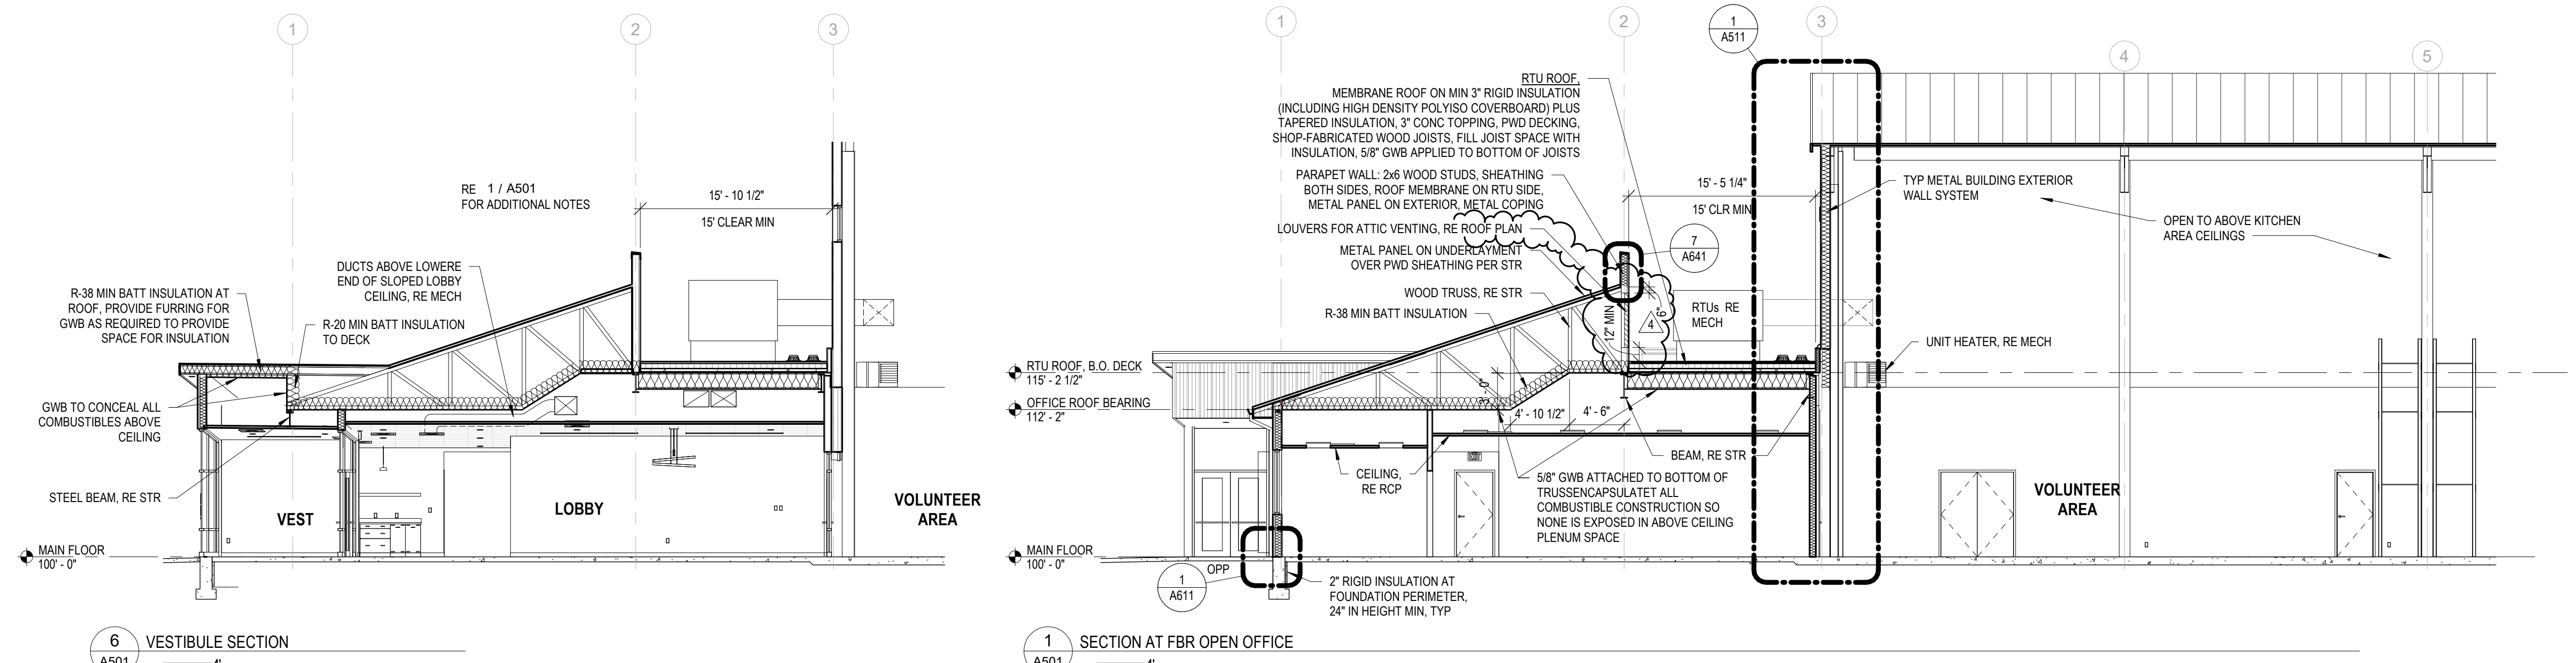 1
2
3
RE 1 / A501
FOR ADDITIONAL NOTES
15' - 10 1/2"
15' CLEAR MIN
DUCTS ABOVE LOWERE
END OF SLOPED LOBBY
CEILING, RE MECH
R-38 MIN BATT INSULATION AT
ROOF, PROVIDE FURRING FOR
GWB AS REQUIRED TO PROVIDE
SPACE FOR INSULATION
R-20 MIN BATT INSULATION
TO DECK
GWB TO CONCEAL ALL
COMBUSTIBLES ABOVE
CEILING
STEEL BEAM, RE STR
VEST
LOBBY
VOLUNTEER
AREA
MAIN FLOOR
100' - 0"
6
A501
VESTIBULE SECTION
4'
1
2
3
4
5
1
A511
RTU ROOF,
MEMBRANE ROOF ON MIN 3" RIGID INSULATION
(INCLUDING HIGH DENSITY POLYISO COVERBOARD) PLUS
TAPERED INSULATION, 3" CONC TOPPING, PWD DECKING,
SHOP-FABRICATED WOOD JOISTS, FILL JOIST SPACE WITH
INSULATION, 5/8" GWB APPLIED TO BOTTOM OF JOISTS
PARAPET WALL: 2x6 WOOD STUDS, SHEATHING
BOTH SIDES, ROOF MEMBRANE ON RTU SIDE,
METAL PANEL ON EXTERIOR, METAL COPING
LOUVERS FOR ATTIC VENTING, RE ROOF PLAN
METAL PANEL ON UNDERLAYMENT
OVER PWD SHEATHING PER STR
WOOD TRUSS, RE STR
R-38 MIN BATT INSULATION
15' - 5 1/4"
15' CLR MIN
7
A641
12" MIN
6"
4
RTUs RE
MECH
TYP METAL BUILDING EXTERIOR
WALL SYSTEM
OPEN TO ABOVE KITCHEN
AREA CEILINGS
UNIT HEATER, RE MECH
RTU ROOF, B.O. DECK
115' - 2 1/2"
OFFICE ROOF BEARING
112' - 2"
3' - 0"
4' - 10 1/2"
4' - 6"
BEAM, RE STR
CEILING,
RE RCP
5/8" GWB ATTACHED TO BOTTOM OF
TRUSSENCAPSULATET ALL
COMBUSTIBLE CONSTRUCTION SO
NONE IS EXPOSED IN ABOVE CEILING
PLENUM SPACE
VOLUNTEER
AREA
MAIN FLOOR
100' - 0"
OPP
1
A611
2" RIGID INSULATION AT
FOUNDATION PERIMETER,
24" IN HEIGHT MIN, TYP
1
A501
SECTION AT FBR OPEN OFFICE
4'